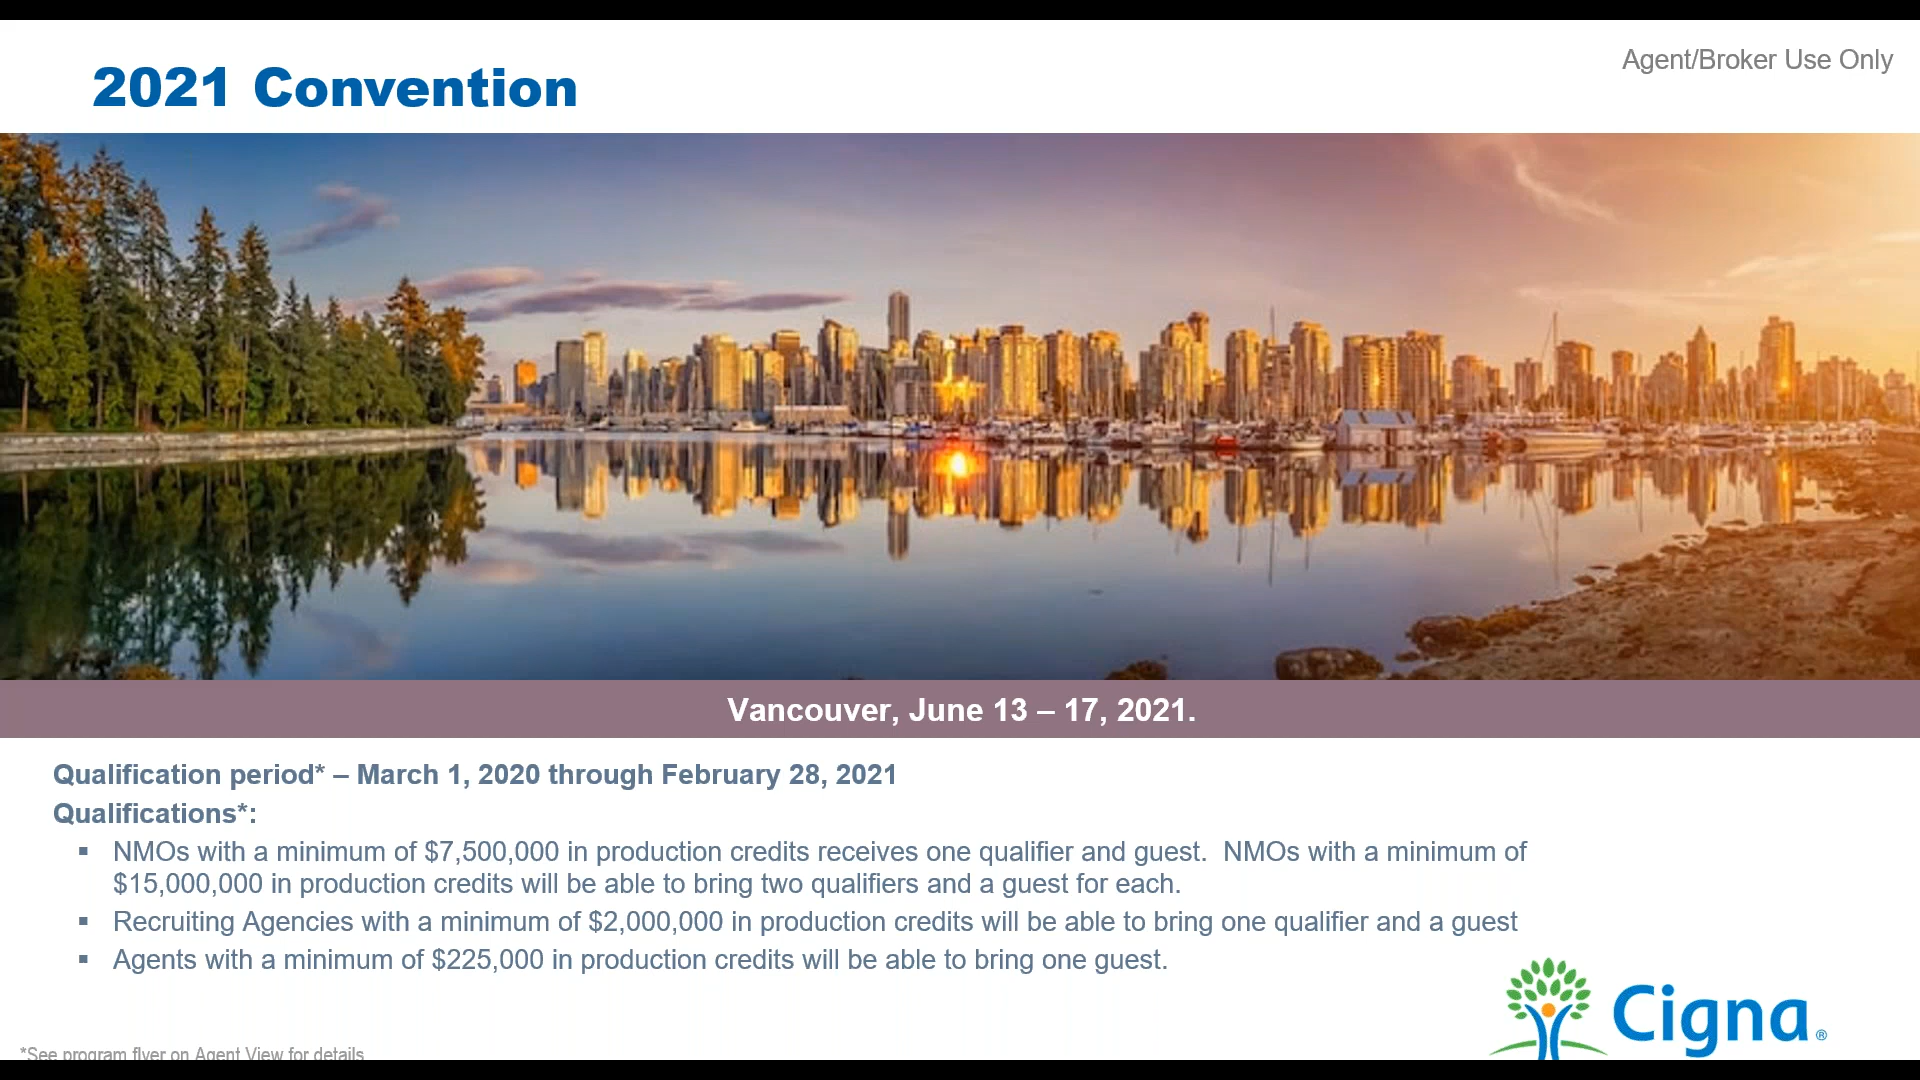 Agent/Broker Use Only
2021 Convention
Vancouver, June 13 – 17, 2021.
Qualification period* – March 1, 2020 through February 28, 2021
Qualifications*:
▪ NMOs with a minimum of $7,500,000 in production credits receives one qualifier and guest.  NMOs with a minimum of
$15,000,000 in production credits will be able to bring two qualifiers and a guest for each.
▪ Recruiting Agencies with a minimum of $2,000,000 in production credits will be able to bring one qualifier and a guest
▪ Agents with a minimum of $225,000 in production credits will be able to bring one guest.
Cigna®
*See program flyer on Agent View for details